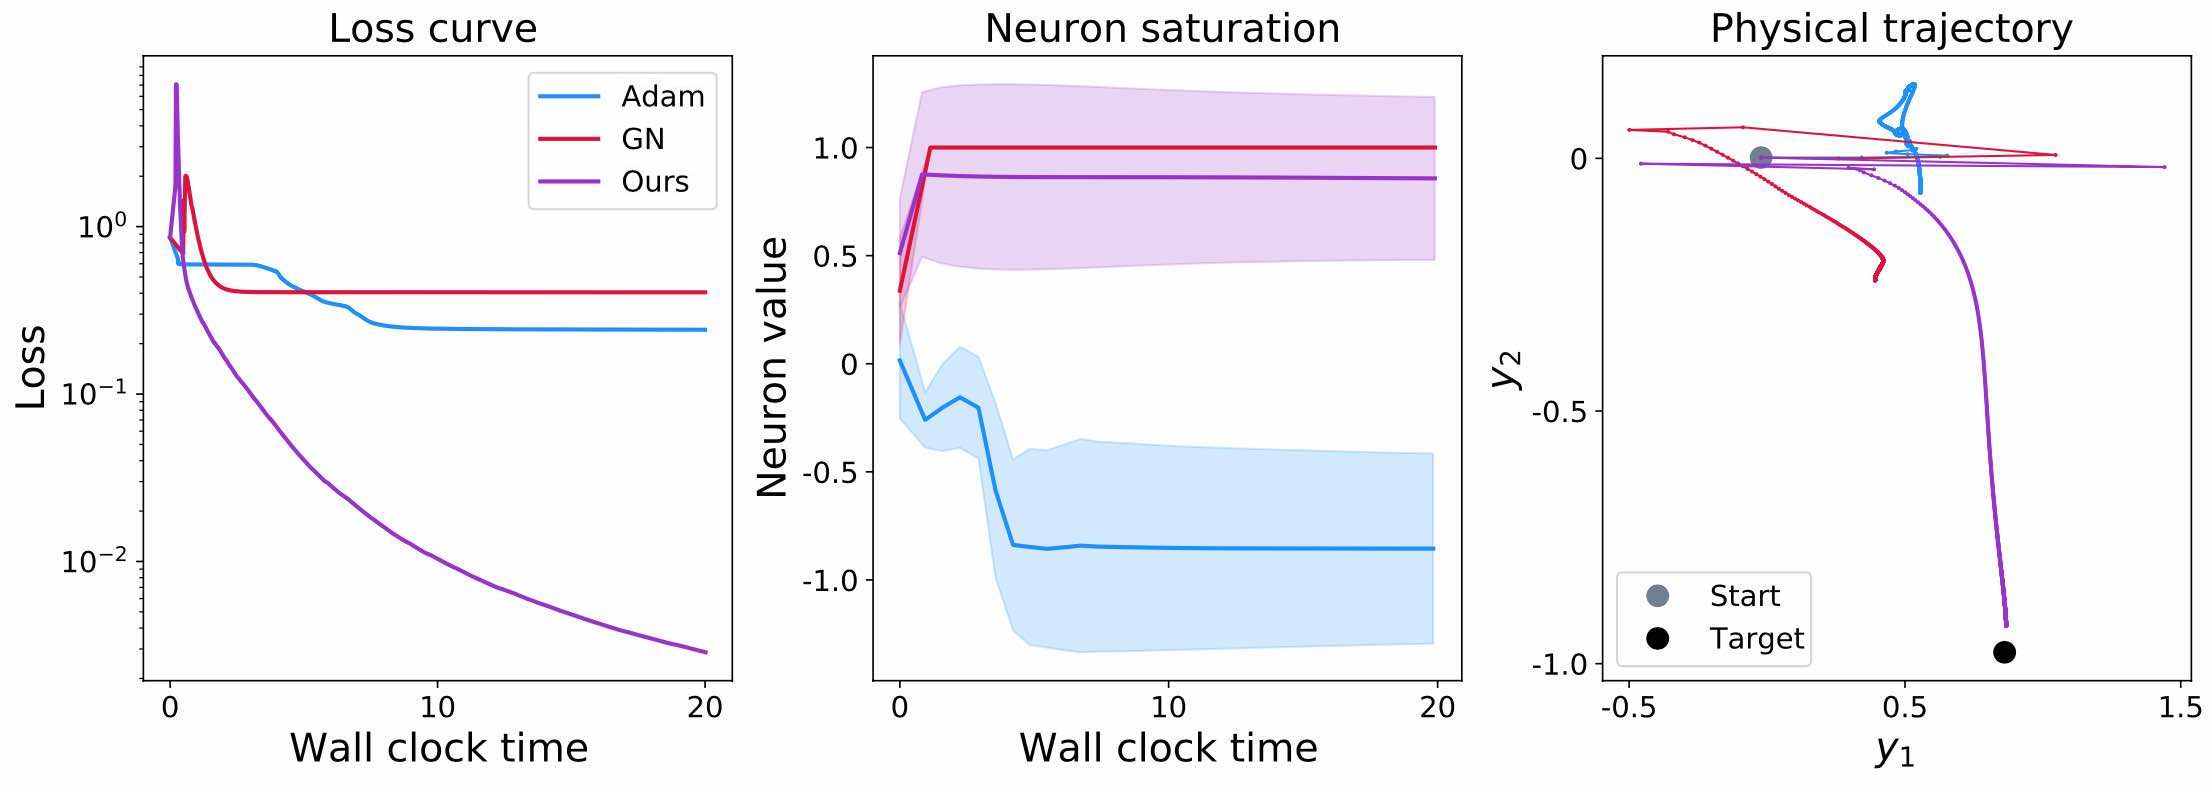 Loss curve
Loss
10⁰
10⁻¹
10⁻²
0
10
20
Wall clock time
Adam
GN
Ours
Neuron saturation
Neuron value
1.0
0.5
0
-0.5
-1.0
0
10
20
Wall clock time
Physical trajectory
y₂
0
-0.5
-1.0
-0.5
0.5
1.5
y₁
Start
Target